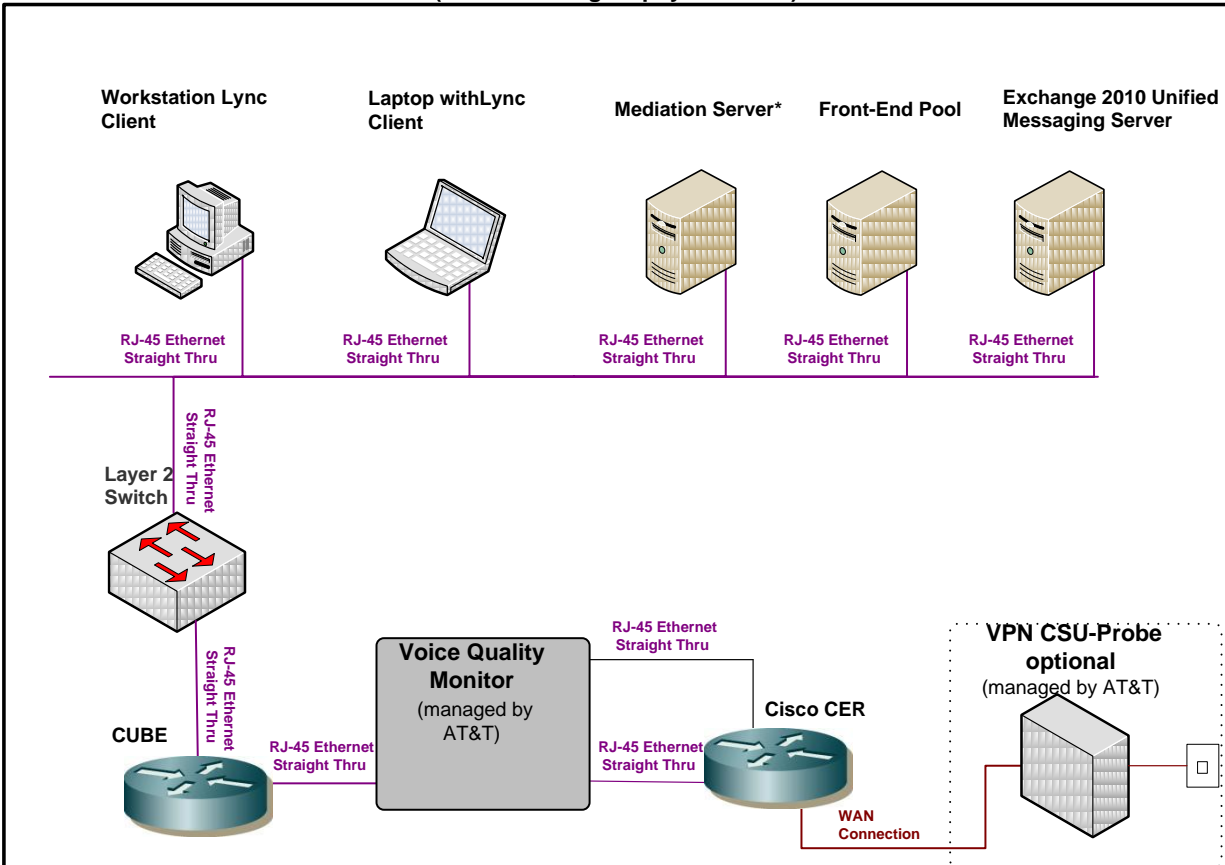 Workstation Lync
Client
Laptop withLync
Client
Mediation Server*
Front-End Pool
Exchange 2010 Unified
Messaging Server
RJ-45 Ethernet
Straight Thru
RJ-45 Ethernet
Straight Thru
RJ-45 Ethernet
Straight Thru
RJ-45 Ethernet
Straight Thru
RJ-45 Ethernet
Straight Thru
RJ-45 Ethernet
Straight Thru
Layer 2
Switch
RJ-45 Ethernet
Straight Thru
CUBE
RJ-45 Ethernet
Straight Thru
Voice Quality
Monitor
(managed by
AT&T)
RJ-45 Ethernet
Straight Thru
RJ-45 Ethernet
Straight Thru
Cisco CER
WAN
Connection
VPN CSU-Probe
optional
(managed by AT&T)